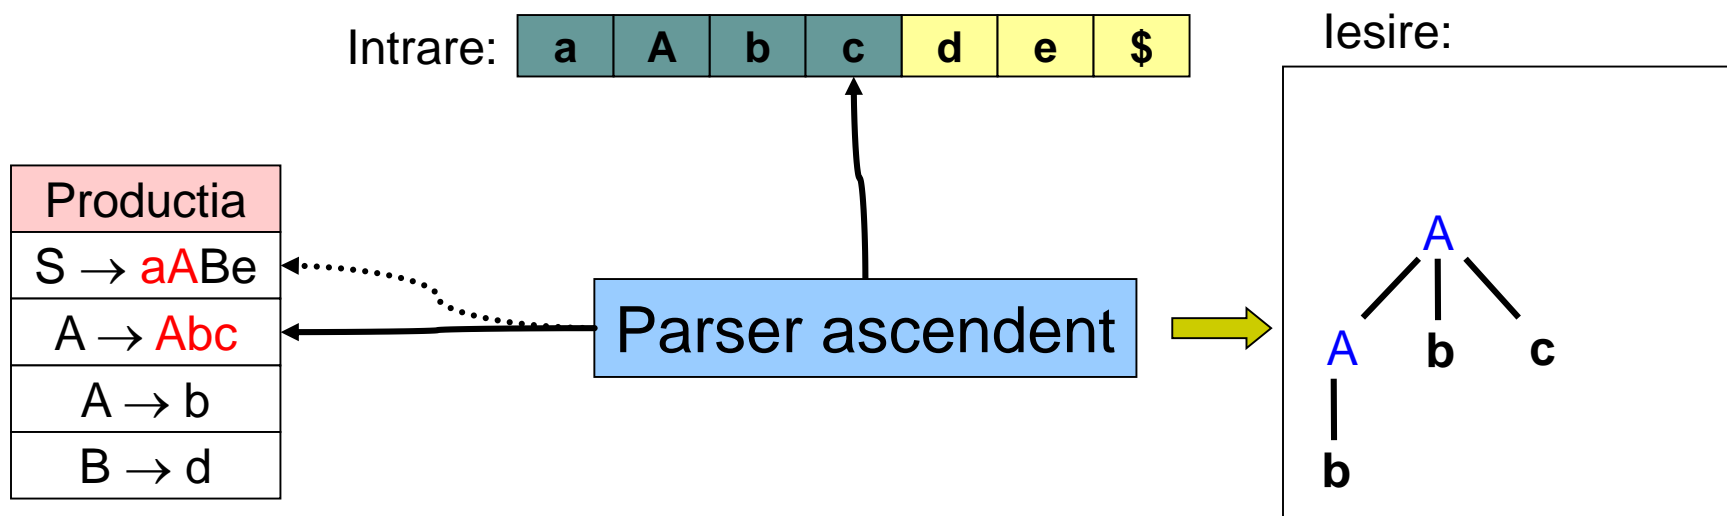 Intrare: a A b c d e $
Iesire:
Productia
S → aABe
A → Abc
A → b
B → d
Parser ascendent
A
A b c
b